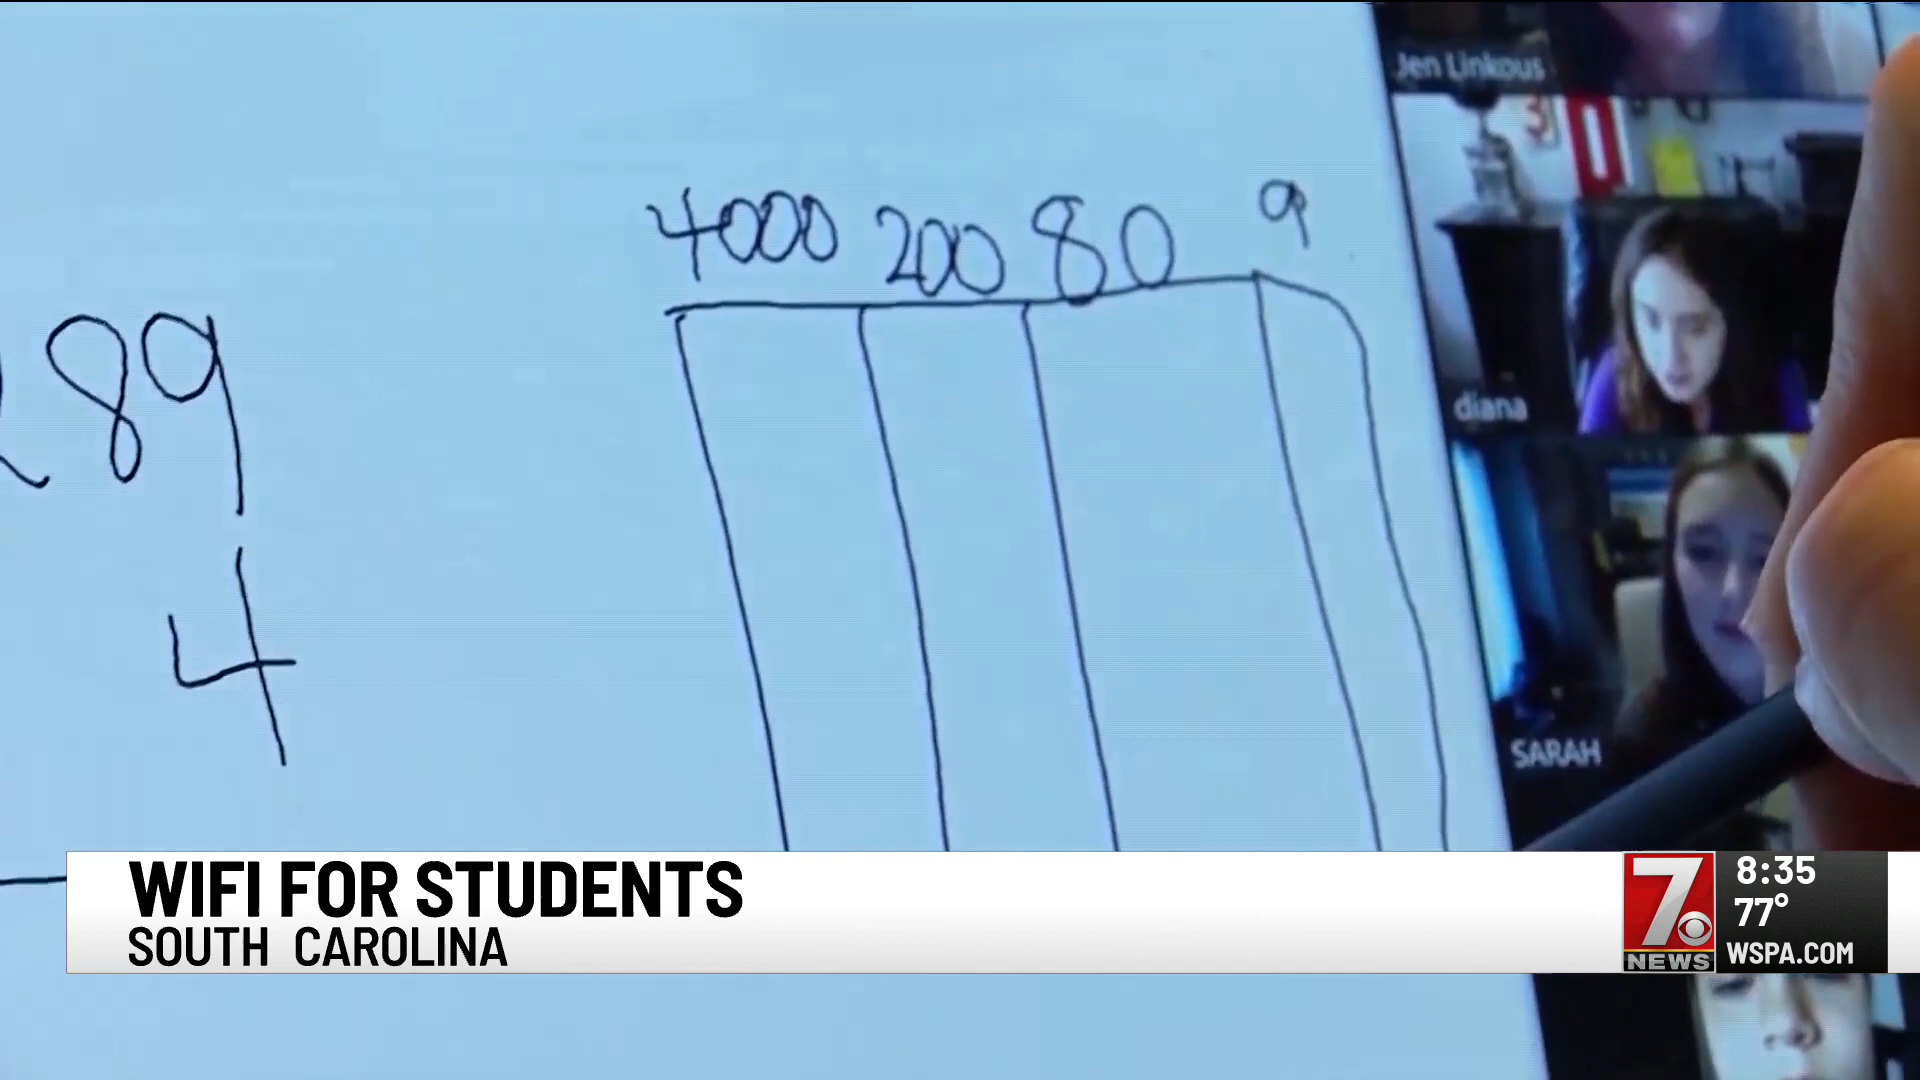 Jen Linkous
4000 200 80 9
289
diana
4
SARAH
WIFI FOR STUDENTS
SOUTH CAROLINA
7
NEWS
8:35
77°
WSPA.COM